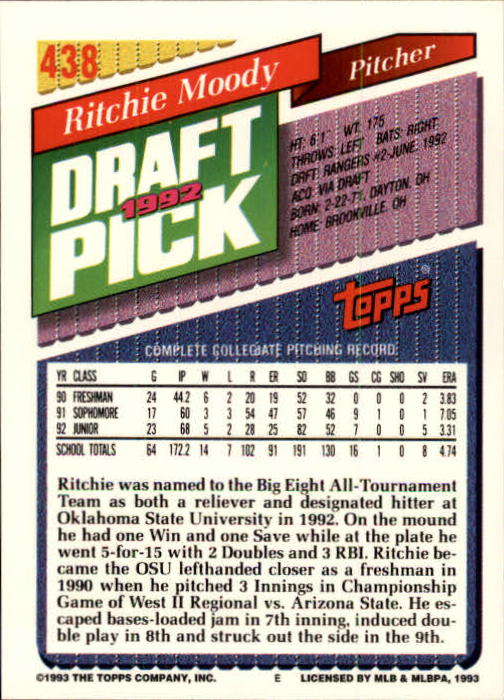 438
Ritchie Moody
Pitcher
DRAFT
1992
PICK
HT: 6'1" WT: 175
THROWS: LEFT BATS: RIGHT
DRFT: RANGERS #2-JUNE, 1992
ACQ: VIA DRAFT
BORN: 2-22-71, DAYTON, OH
HOME: BROOKVILLE, OH
TOPPS®
COMPLETE COLLEGIATE PITCHING RECORD
YR CLASS G IP W L R ER SO BB GS CG SHO SV ERA
90 FRESHMAN 24 44.2 6 2 20 19 52 32 0 0 0 2 3.83
91 SOPHOMORE 17 60 3 3 54 47 57 46 9 1 0 1 7.05
92 JUNIOR 23 68 5 2 28 25 82 52 7 0 0 5 3.31
SCHOOL TOTALS 64 172.2 14 7 102 91 191 130 16 1 0 8 4.74
Ritchie was named to the Big Eight All-Tournament
Team as both a reliever and designated hitter at
Oklahoma State University in 1992. On the mound
he had one Win and one Save while at the plate he
went 5-for-15 with 2 Doubles and 3 RBI. Ritchie be-
came the OSU lefthanded closer as a freshman in
1990 when he pitched 3 Innings in Championship
Game of West II Regional vs. Arizona State. He es-
caped bases-loaded jam in 7th inning, induced dou-
ble play in 8th and struck out the side in the 9th.
©1993 THE TOPPS COMPANY, INC. E LICENSED BY MLB & MLBPA, 1993